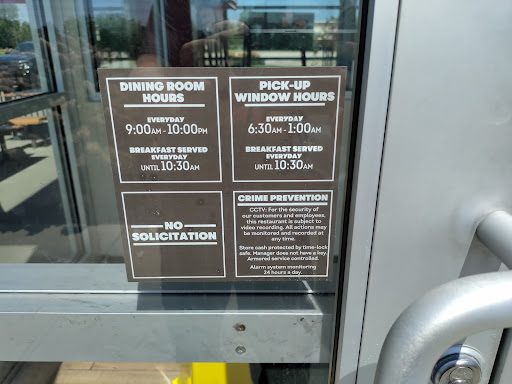 DINING ROOM
HOURS
EVERYDAY
9:00AM - 10:00PM
BREAKFAST SERVED
EVERYDAY
UNTIL 10:30AM
PICK-UP
WINDOW HOURS
EVERYDAY
6:30AM - 1:00AM
BREAKFAST SERVED
EVERYDAY
UNTIL 10:30AM
NO
SOLICITATION
CRIME PREVENTION
CCTV: For the security of
our customers and employees,
this restaurant is subject to
video recording. All actions may
be monitored and recorded at
any time.
Store cash protected by time-lock
safe. Manager does not have a key.
Armored service controlled.
Alarm system monitoring
24 hours a day.